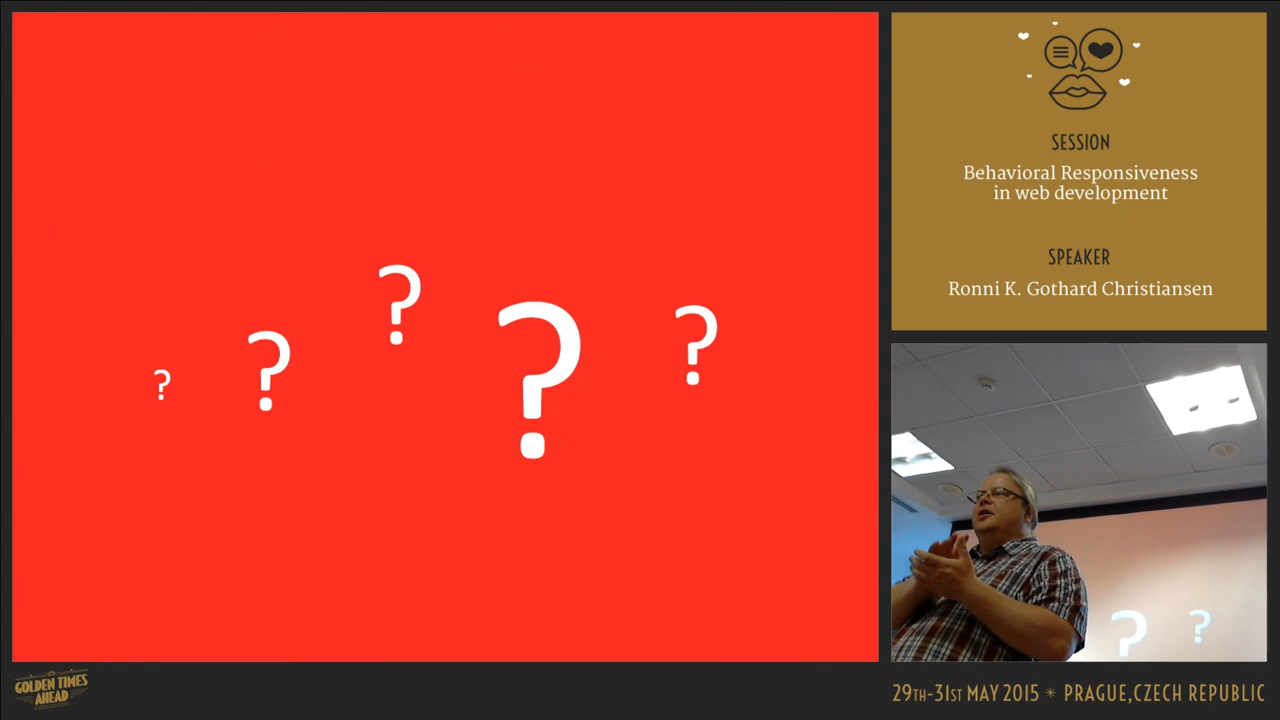 ? ? ? ? ?
SESSION
Behavioral Responsiveness
in web development
SPEAKER
Ronni K. Gothard Christiansen
? ?
GOLDEN TIMES
AHEAD
29TH-31ST MAY 2015 * PRAGUE,CZECH REPUBLIC